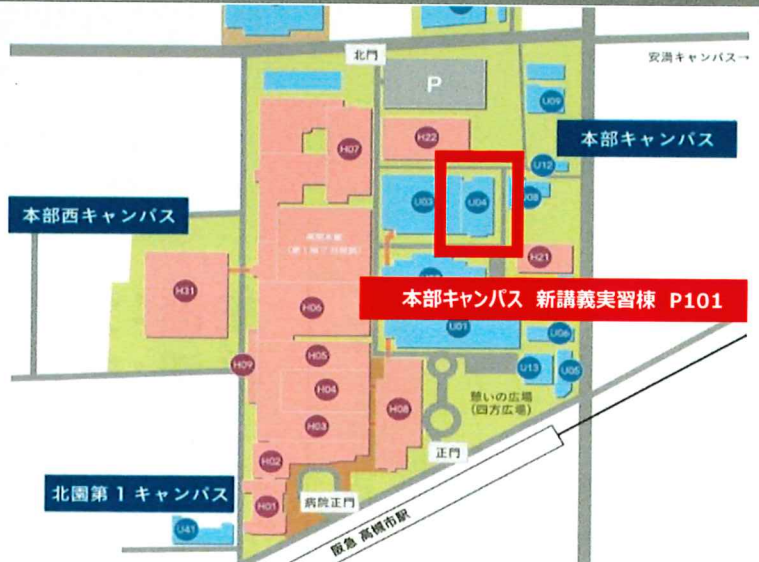 北門
安満キャンパス→
P
U09
H22
本部キャンパス
H07
U12
本部西キャンパス
U03
U04
U08
H21
H31
本部キャンパス 新講義実習棟 P101
H06
U01
U06
H05
H09
U13
U05
H04
憩いの広場
(四方広場)
H08
H03
正門
H02
北園第1キャンパス
病院正門
H01
U41
阪急 高槻市駅